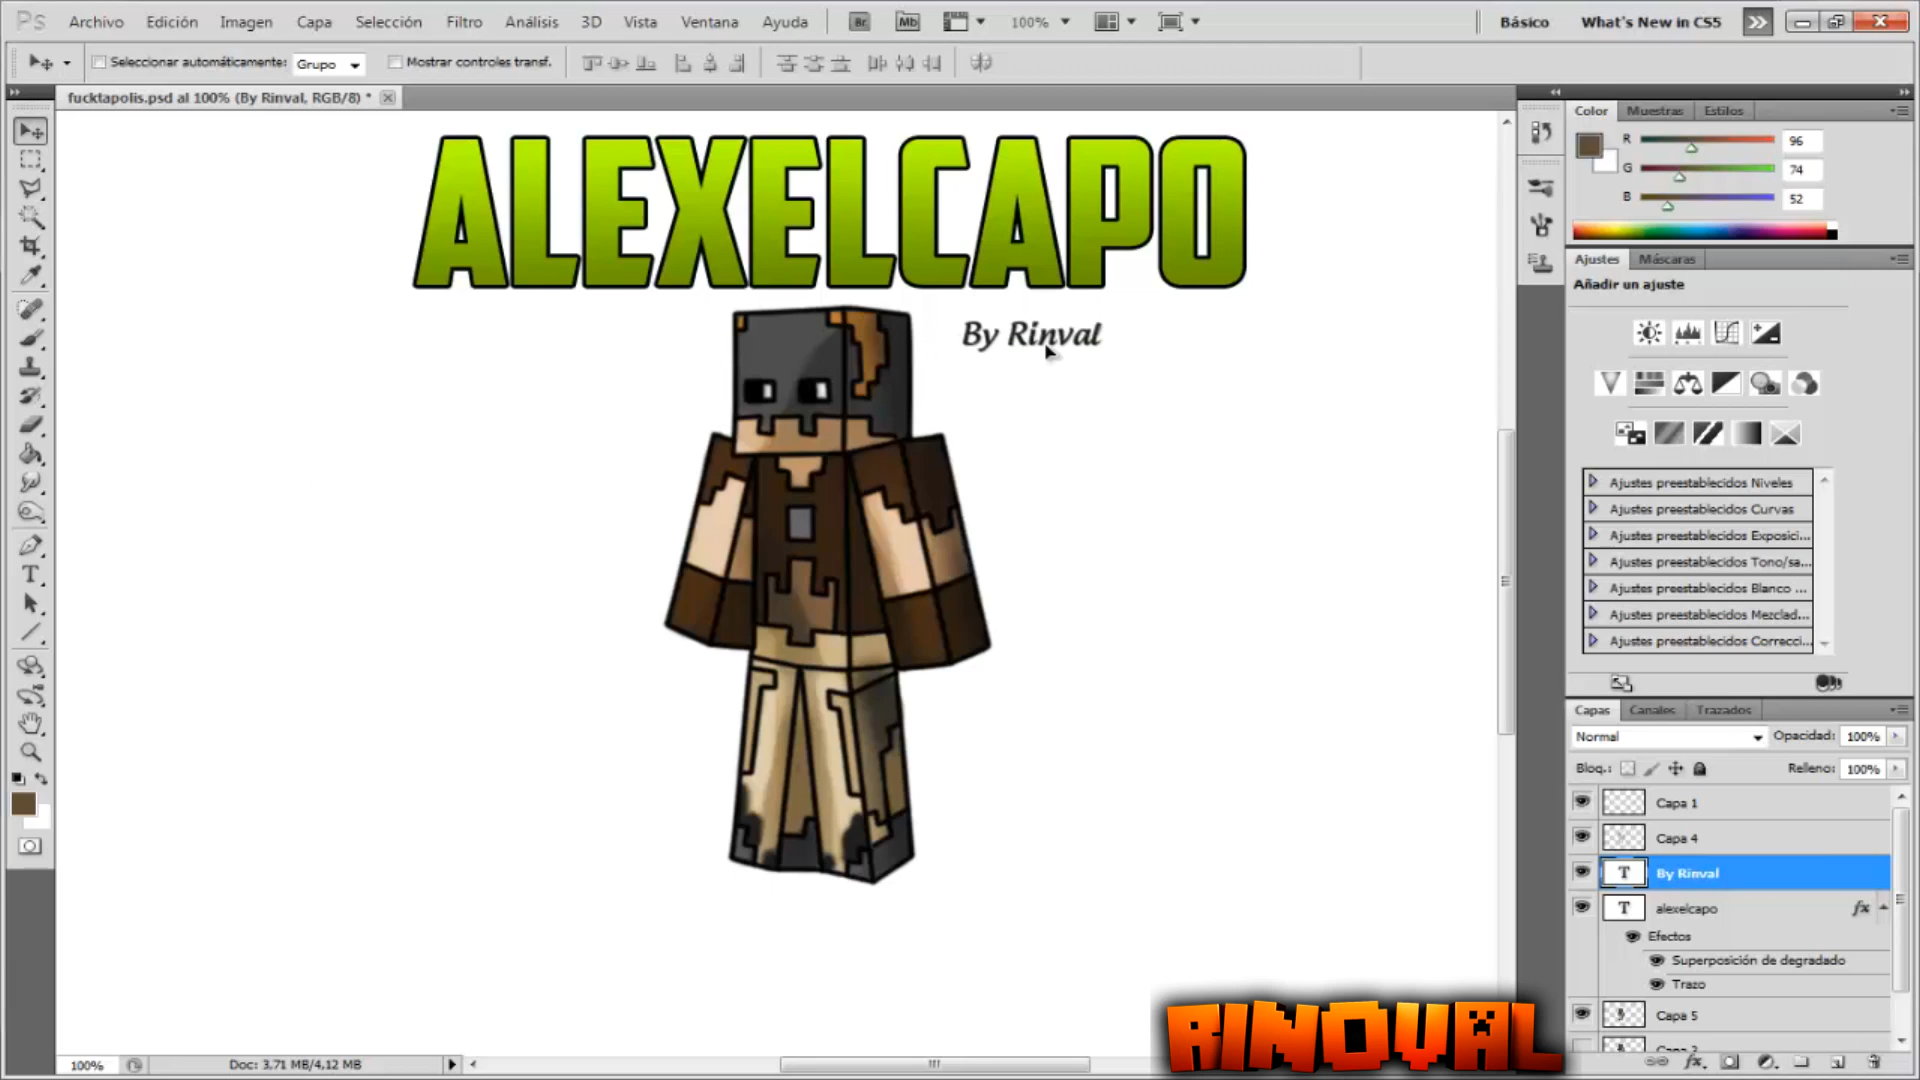 Ps Archivo Edición Imagen Capa Selección Filtro Análisis 3D Vista Ventana Ayuda Br Mb 100% Básico What's New in CS5
Seleccionar automáticamente: Grupo Mostrar controles transf.
fucktapolis.psd al 100% (By Rinval, RGB/8) *
ALEXELCAPO
By Rinval
Color Muestras Estilos
R 96
G 74
B 52
Ajustes Máscaras
Añadir un ajuste
Ajustes preestablecidos Niveles
Ajustes preestablecidos Curvas
Ajustes preestablecidos Exposici...
Ajustes preestablecidos Tono/sa...
Ajustes preestablecidos Blanco ...
Ajustes preestablecidos Mezclad...
Ajustes preestablecidos Correcci...
Capas Canales Trazados
Normal Opacidad: 100%
Bloq.: Relleno: 100%
Capa 1
Capa 4
T By Rinval
T alexelcapo fx
Efectos
Superposición de degradado
Trazo
Capa 5
100% Doc: 3,71 MB/4,12 MB
RINOVAL